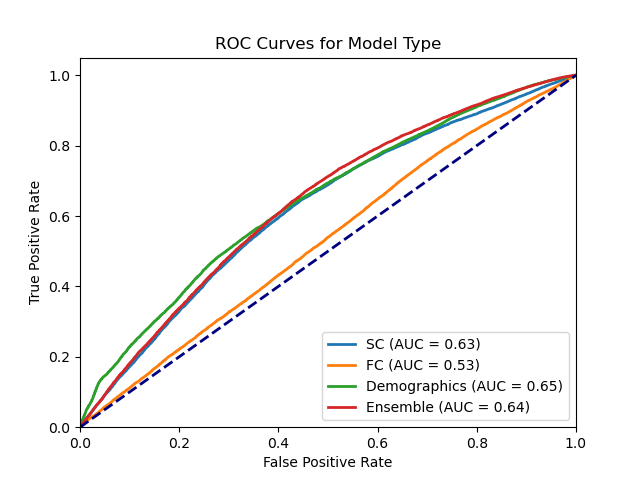 ROC Curves for Model Type
True Positive Rate
1.0
0.8
0.6
0.4
0.2
0.0
SC (AUC = 0.63)
FC (AUC = 0.53)
Demographics (AUC = 0.65)
Ensemble (AUC = 0.64)
0.0 0.2 0.4 0.6 0.8 1.0
False Positive Rate